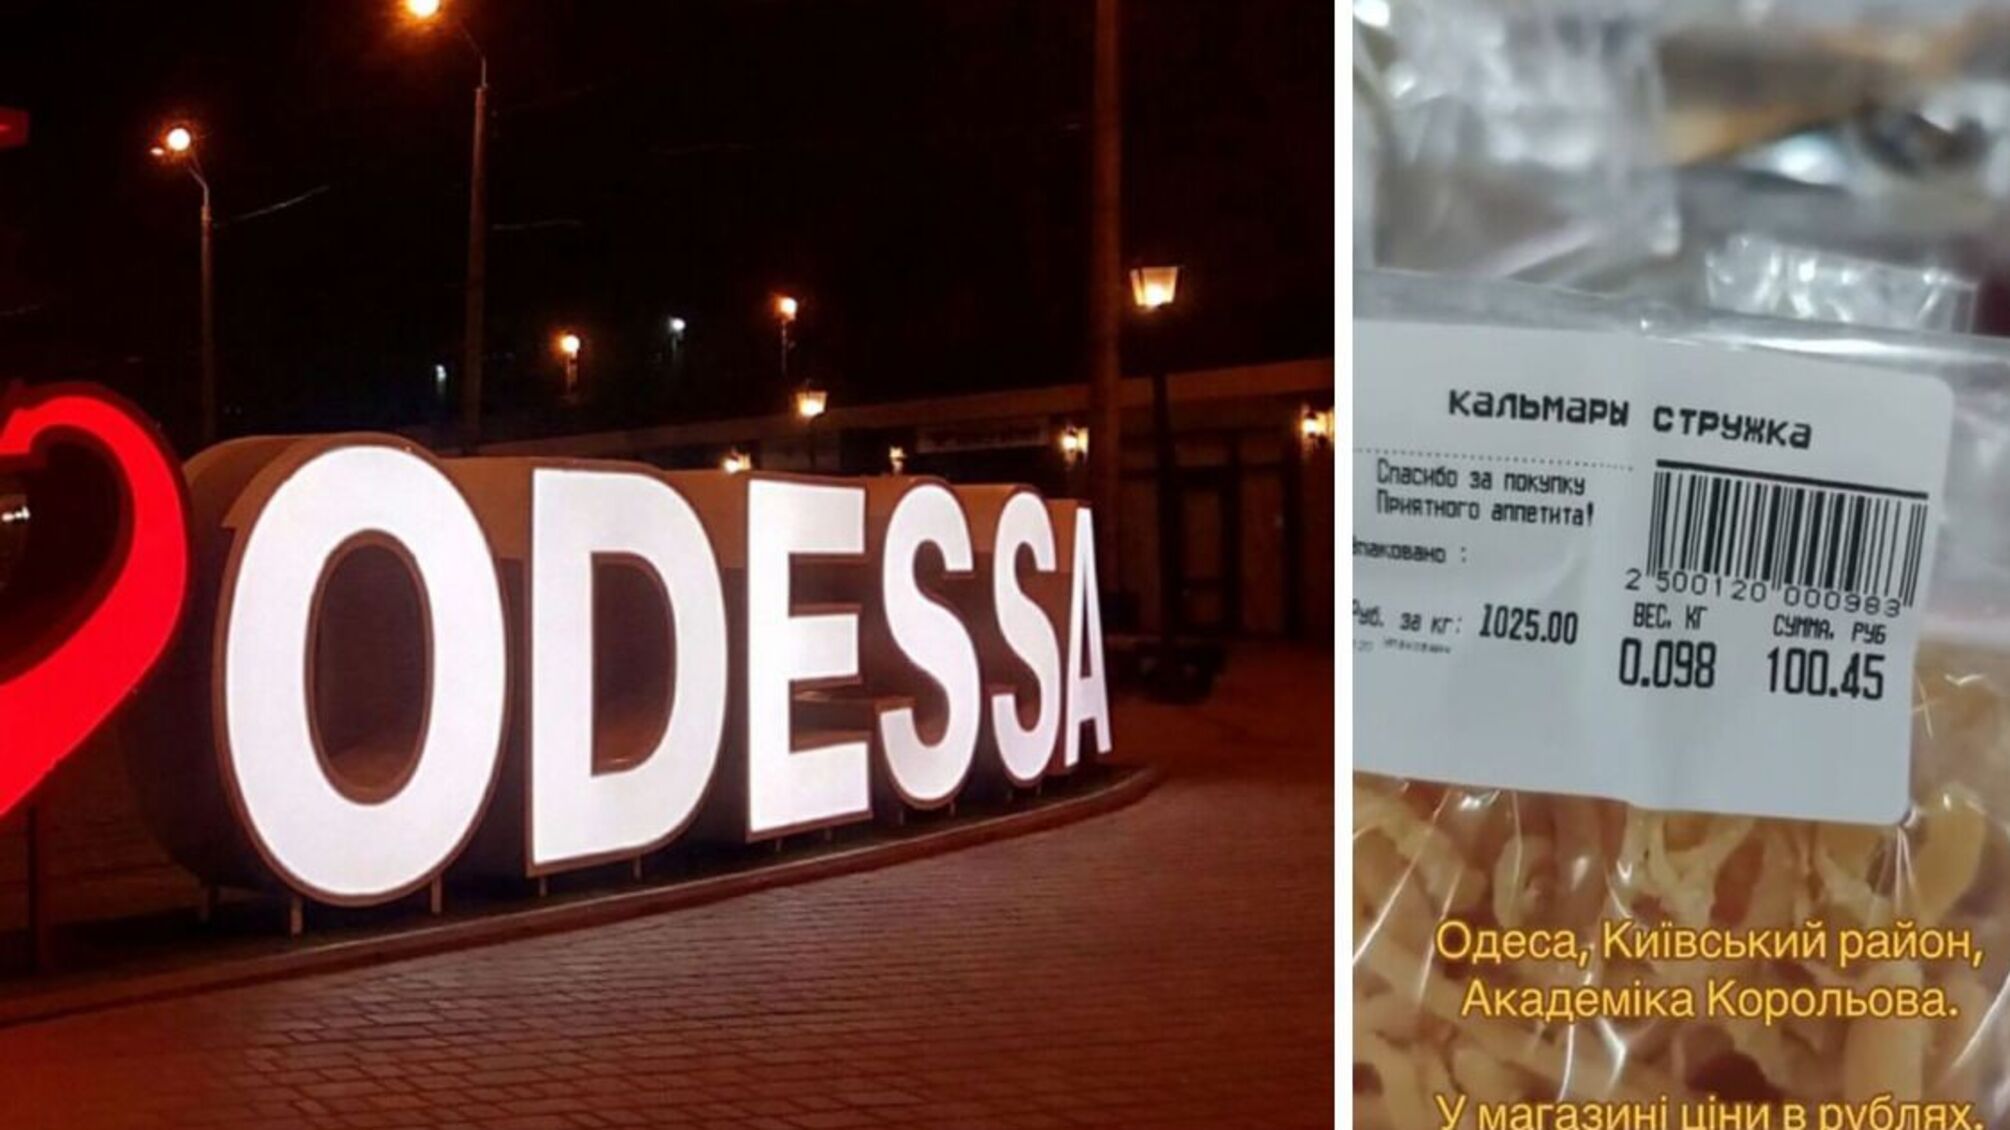 ODESSA
кальмары стружка
Спасибо за покупку
Приятного аппетита!
паковано :
2 500120 000983
Руб. за кг: 1025.00
ВЕС, КГ
СУММА, РУБ
0.098
100.45
Одеса, Київський район,
Академіка Корольова.
У магазині ціни в рублях.